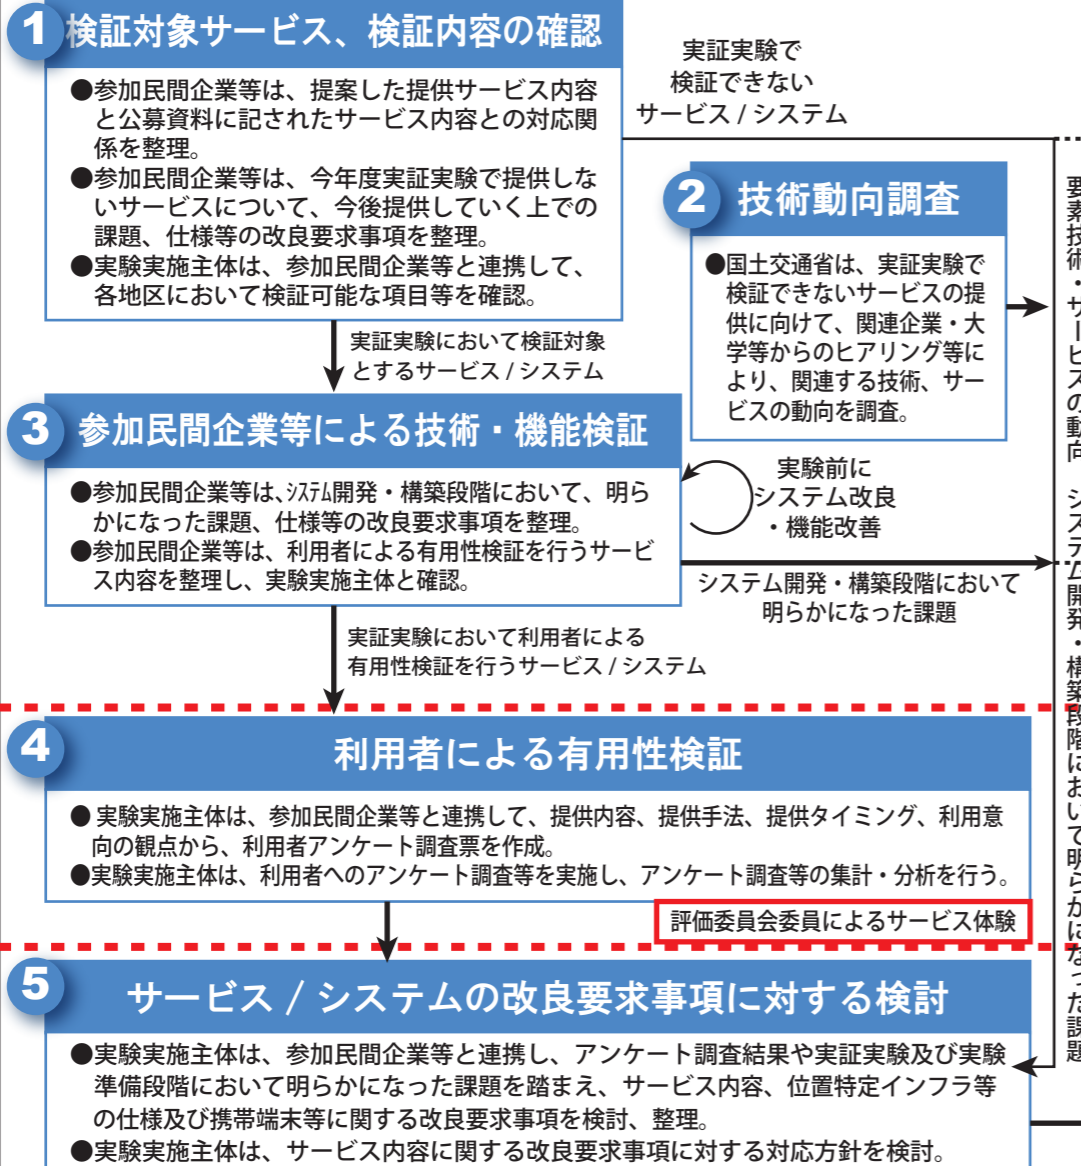 1 検証対象サービス、検証内容の確認
●参加民間企業等は、提案した提供サービス内容
と公募資料に記されたサービス内容との対応関
係を整理。
●参加民間企業等は、今年度実証実験で提供しな
いサービスについて、今後提供していく上での
課題、仕様等の改良要求事項を整理。
●実験実施主体は、参加民間企業等と連携して、
各地区において検証可能な項目等を確認。
実証実験で
検証できない
サービス / システム
2 技術動向調査
●国土交通省は、実証実験で
検証できないサービスの提
供に向けて、関連企業・大
学等からのヒアリング等に
より、関連する技術、サー
ビスの動向を調査。
実証実験において検証対象
とするサービス / システム
3 参加民間企業等による技術・機能検証
●参加民間企業等は、システム開発・構築段階において、明ら
かになった課題、仕様等の改良要求事項を整理。
●参加民間企業等は、利用者による有用性検証を行うサービ
ス内容を整理し、実験実施主体と確認。
実験前に
システム改良
・機能改善
システム開発・構築段階において
明らかになった課題
実証実験において利用者による
有用性検証を行うサービス / システム
4 利用者による有用性検証
● 実験実施主体は、参加民間企業等と連携して、提供内容、提供手法、提供タイミング、利用意
向の観点から、利用者アンケート調査票を作成。
●実験実施主体は、利用者へのアンケート調査等を実施し、アンケート調査等の集計・分析を行う。
評価委員会委員によるサービス体験
5 サービス / システムの改良要求事項に対する検討
●実験実施主体は、参加民間企業等と連携し、アンケート調査結果や実証実験及び実験
準備段階において明らかになった課題を踏まえ、サービス内容、位置特定インフラ等
の仕様及び携帯端末等に関する改良要求事項を検討、整理。
●実験実施主体は、サービス内容に関する改良要求事項に対する対応方針を検討。
要素技術・サービスの動向 システム開発・構築段階において明らかになった課題